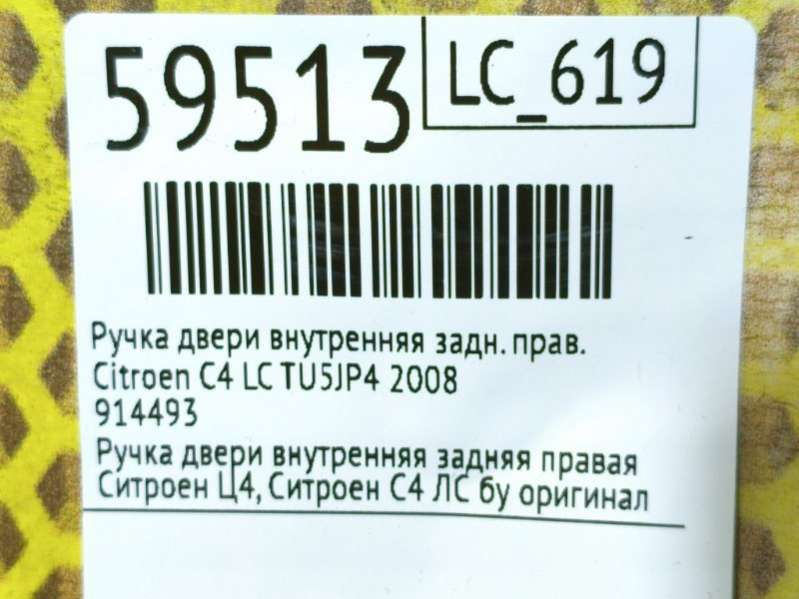 59513
LC_619
Ручка двери внутренняя задн. прав.
Citroen C4 LC TU5JP4 2008
914493
Ручка двери внутренняя задняя правая
Ситроен Ц4, Ситроен С4 ЛС бу оригинал